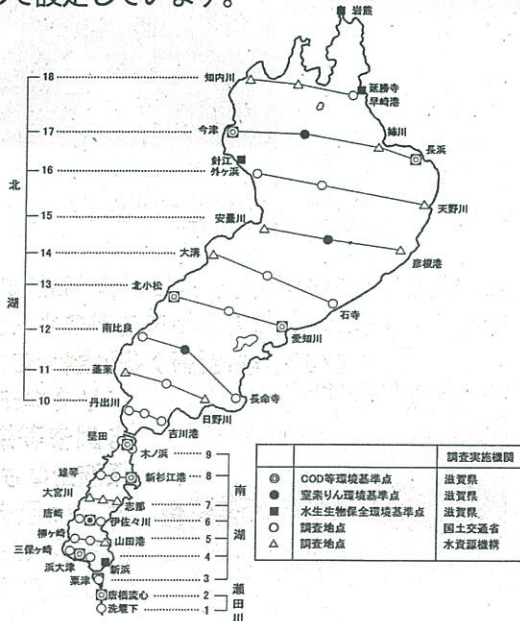 て設定しています。
岩熊
18 知内川
延勝寺
早崎港
姉川
17 今津
長浜
針江
外ヶ浜
16
天野川
北
15 安曇川
14 大溝
彦根港
13 北小松
石寺
湖
12 南比良
愛知川
11 蓬莱
10
長命寺
丹出川
日野川
吉川港
堅田
木ノ浜 9
雄琴
新杉江港 8
大宮川
志那 7
南
唐崎
伊佐々川 6
柳ヶ崎
山田港 5
湖
三保ヶ崎
4
浜大津
新浜
粟津 3
瀬田川
唐橋流心 2
洗堰下 1
調査実施機関
◎ COD等環境基準点 滋賀県
● 窒素りん環境基準点 滋賀県
■ 水生生物保全環境基準点 滋賀県
○ 調査地点 国土交通省
△ 調査地点 水資源機構